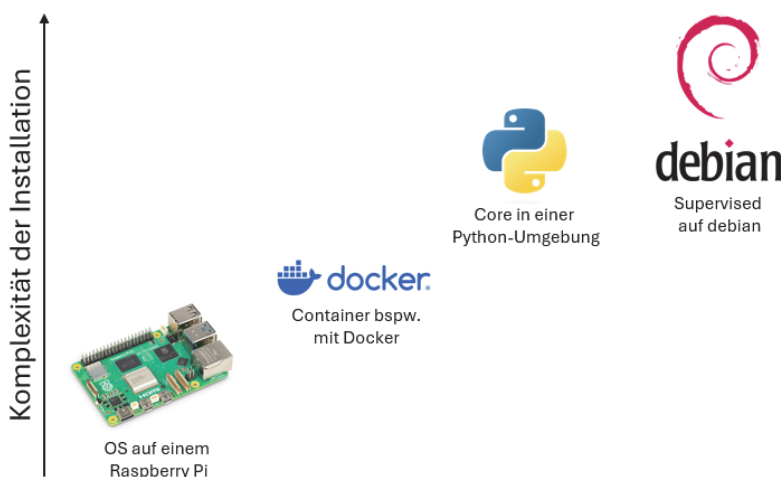 Komplexität der Installation
debian
Supervised
auf debian
Core in einer
Python-Umgebung
docker.
Container bspw.
mit Docker
OS auf einem
Raspberry Pi